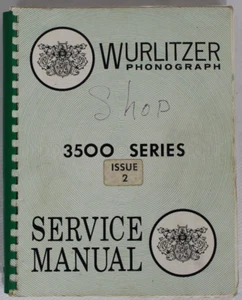 WURLITZER
PHONOGRAPH
Shop
3500 SERIES
ISSUE
2
SERVICE
MANUAL